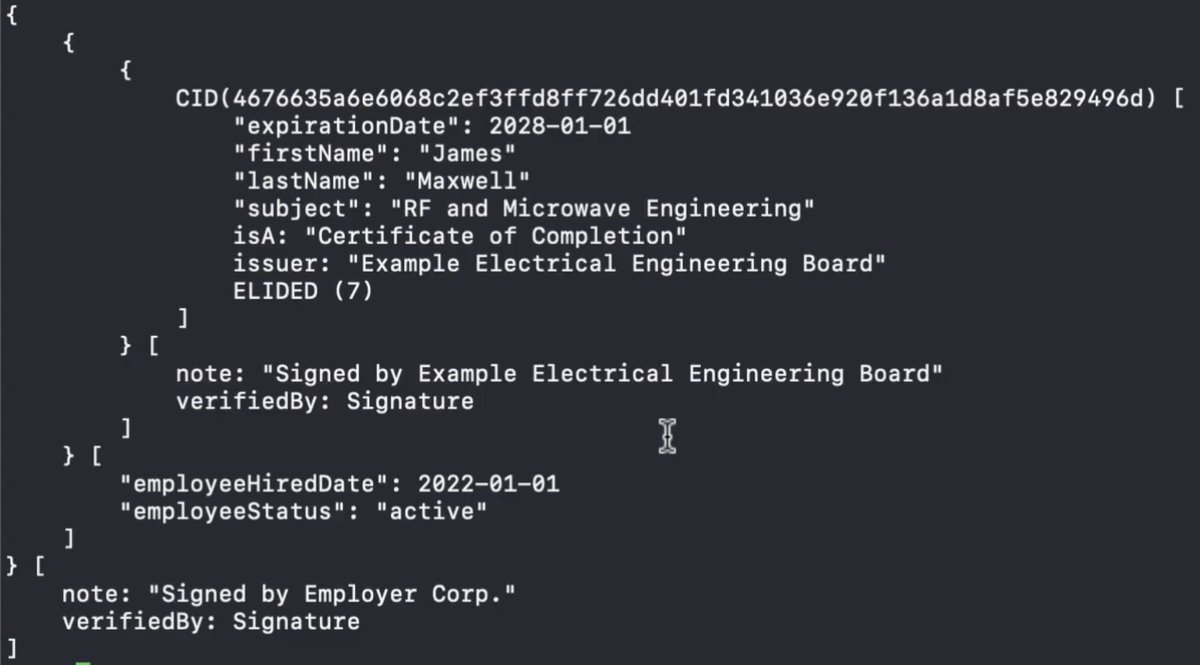 {
    {
        {
            CID(4676635a6e6068c2ef3ffd8ff726dd401fd341036e920f136a1d8af5e829496d) [
                "expirationDate": 2028-01-01
                "firstName": "James"
                "lastName": "Maxwell"
                "subject": "RF and Microwave Engineering"
                isA: "Certificate of Completion"
                issuer: "Example Electrical Engineering Board"
                ELIDED (7)
            ]
        } [
            note: "Signed by Example Electrical Engineering Board"
            verifiedBy: Signature
        ]
    } [
        "employeeHiredDate": 2022-01-01
        "employeeStatus": "active"
    ]
} [
    note: "Signed by Employer Corp."
    verifiedBy: Signature
]